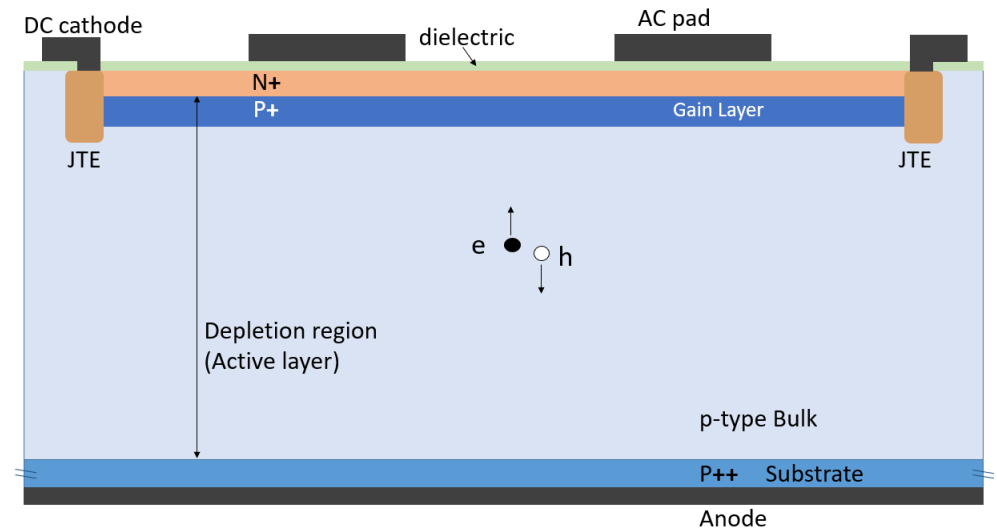 DC cathode
AC pad
dielectric
N+
P+
Gain Layer
JTE
JTE
e
h
Depletion region
(Active layer)
p-type Bulk
P++ Substrate
Anode